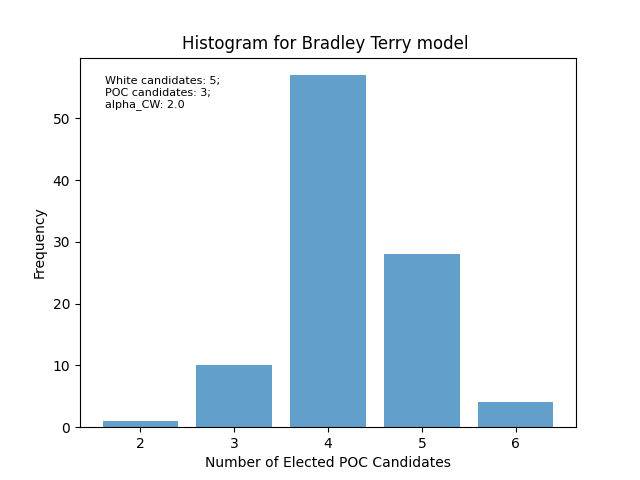 Histogram for Bradley Terry model
White candidates: 5;
POC candidates: 3;
alpha_CW: 2.0
50
40
30
20
10
0
Frequency
2 3 4 5 6
Number of Elected POC Candidates